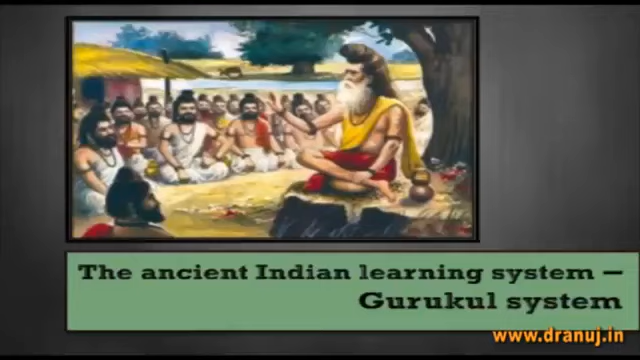 The ancient Indian learning system –
Gurukul system
www.dranuj.in